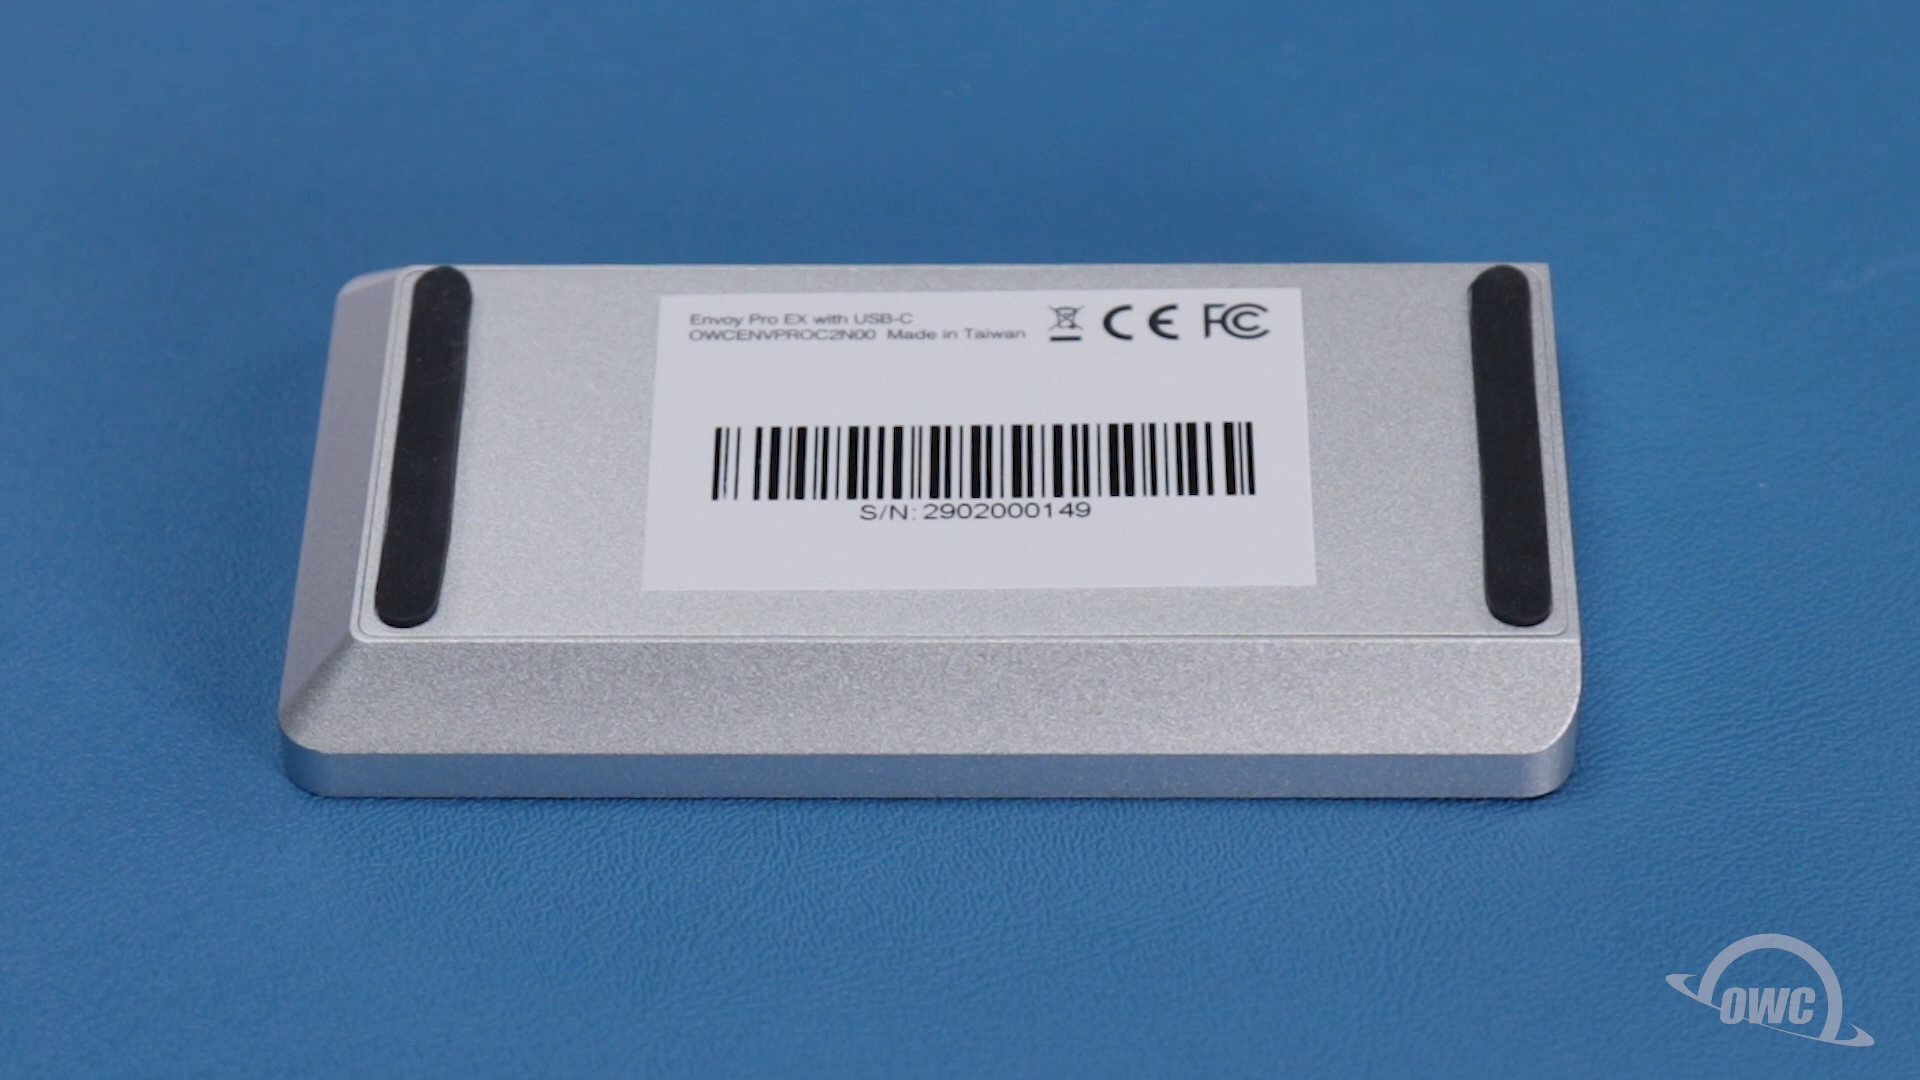 Envoy Pro EX with USB-C
OWCENVPROC2N00 Made in Taiwan
CE FC
S/N: 2902000149
OWC